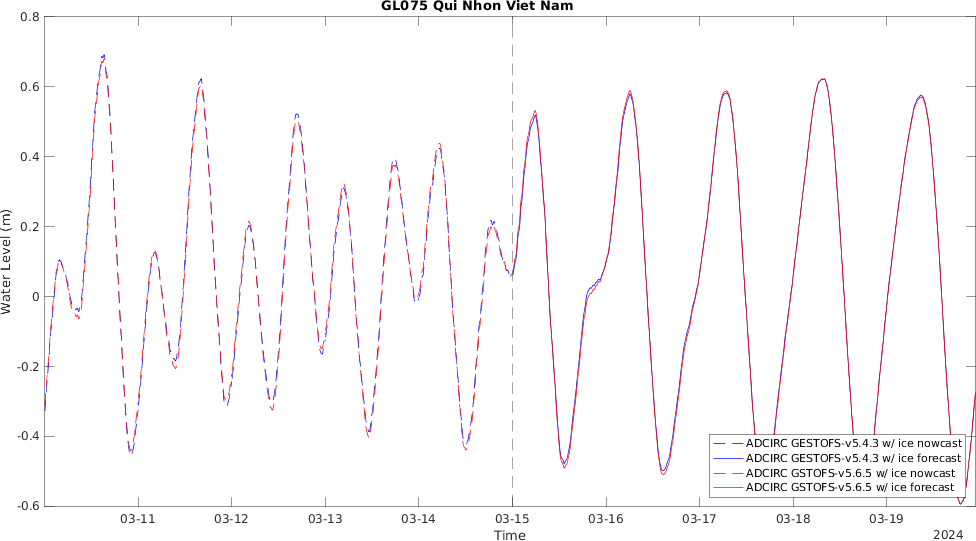 GL075 Qui Nhon Viet Nam
0.8
0.6
0.4
0.2
0
-0.2
-0.4
-0.6
Water Level (m)
03-11 03-12 03-13 03-14 03-15 03-16 03-17 03-18 03-19
Time
2024
ADCIRC GESTOFS-v5.4.3 w/ ice nowcast
ADCIRC GESTOFS-v5.4.3 w/ ice forecast
ADCIRC GSTOFS-v5.6.5 w/ ice nowcast
ADCIRC GSTOFS-v5.6.5 w/ ice forecast